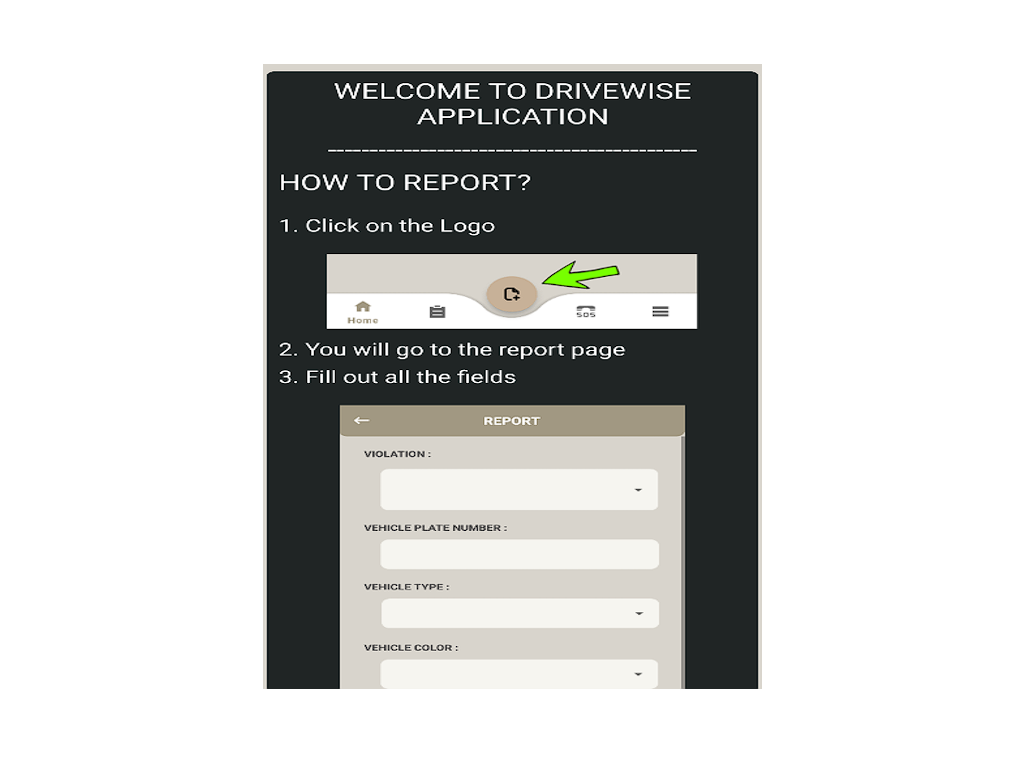 WELCOME TO DRIVEWISE
APPLICATION
HOW TO REPORT?
1. Click on the Logo
Home
SOS
2. You will go to the report page
3. Fill out all the fields
REPORT
VIOLATION :
VEHICLE PLATE NUMBER :
VEHICLE TYPE :
VEHICLE COLOR :